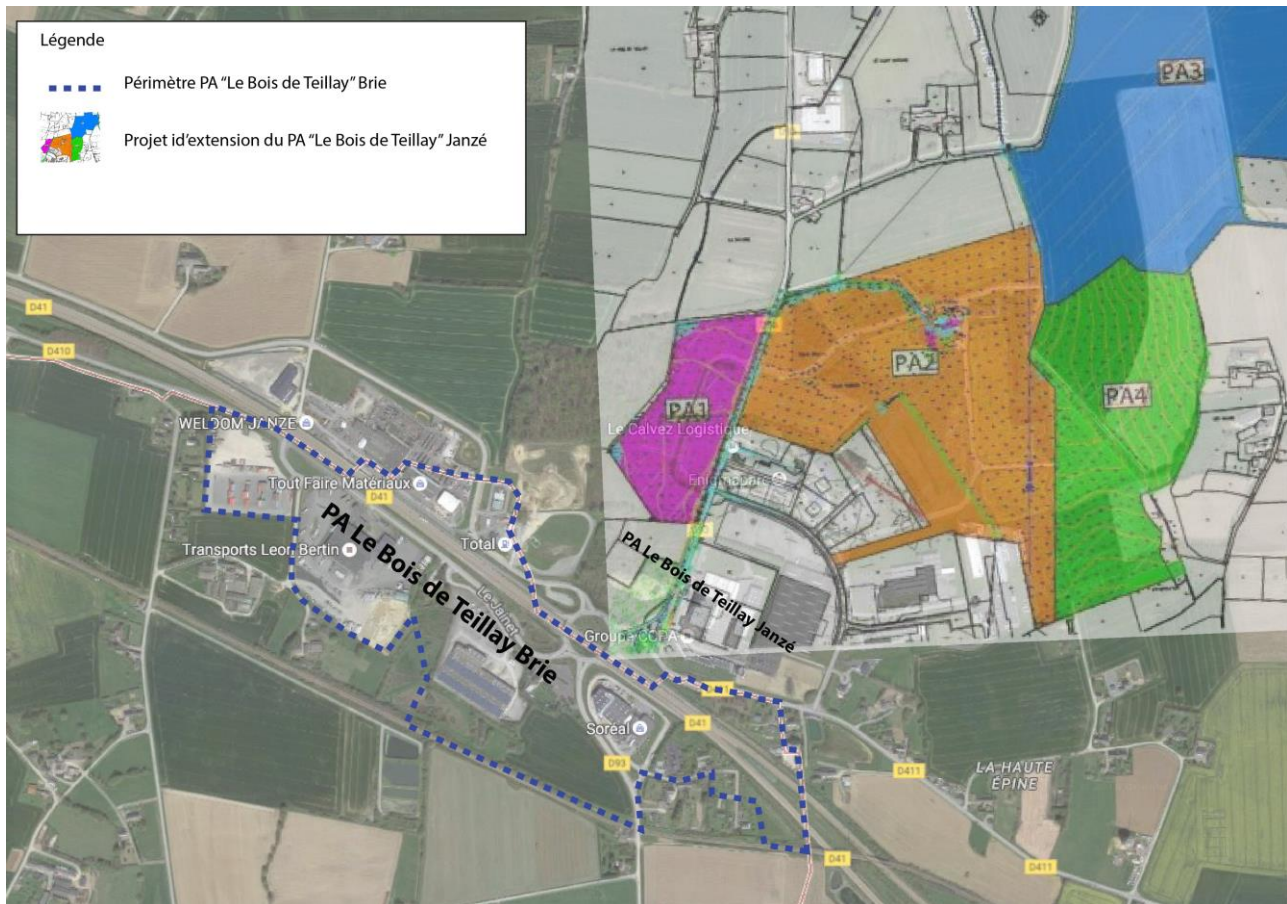 Légende
Périmètre PA “Le Bois de Teillay” Brie
Projet id’extension du PA “Le Bois de Teillay” Janzé
PA3
PA2
PA4
PA1
D41
D410
WELDOM JANZE
Le Calvez Logistique
Tout Faire Matériaux
D41
Transports Leon Bertin
Total
PA Le Bois de Teillay Brie
Le Jainet
PA Le Bois de Teillay Janzé
Soreal
D41
D93
D411
LA HAUTE
ÉPINE
D41
D411